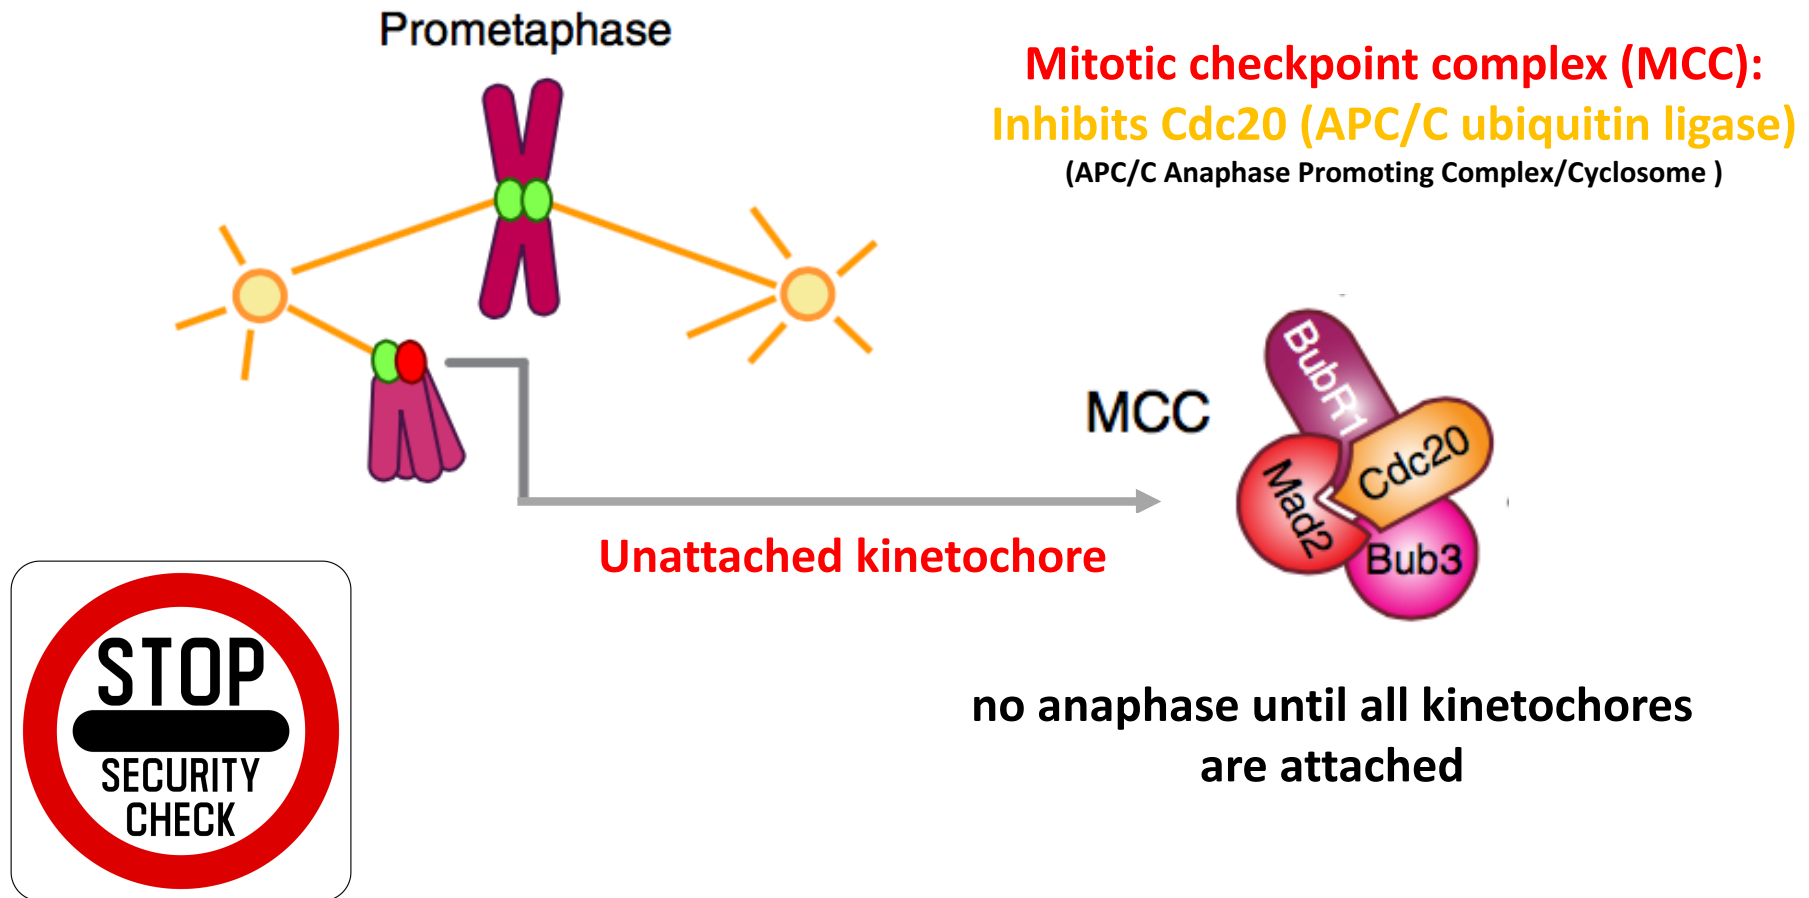 Prometaphase
Mitotic checkpoint complex (MCC):
Inhibits Cdc20 (APC/C ubiquitin ligase)
(APC/C Anaphase Promoting Complex/Cyclosome )
MCC
BubR1
Cdc20
Mad2
Bub3
Unattached kinetochore
STOP
SECURITY
CHECK
no anaphase until all kinetochores
are attached